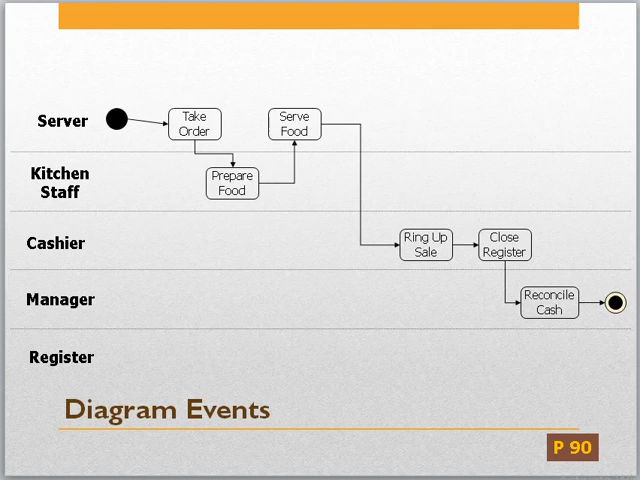 Server
Take
Order
Serve
Food
Kitchen
Staff
Prepare
Food
Cashier
Ring Up
Sale
Close
Register
Manager
Reconcile
Cash
Register
Diagram Events
P 90